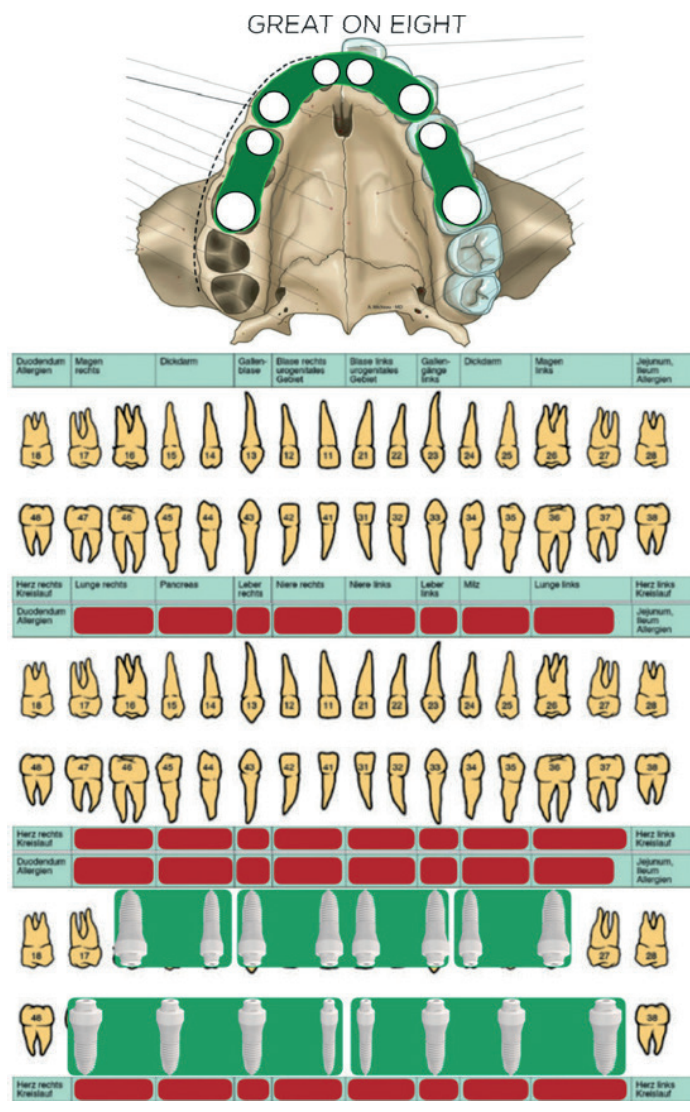 GREAT ON EIGHT
Duodendum Magen Dickdarm Gallen- Blase rechts Blase links Gallen- Dickdarm Magen Jejunum,
Allergien rechts blase urogenitales urogenitales gänge links Ileum
Gebiet Gebiet links Allergien
18 17 16 15 14 13 12 11 21 22 23 24 25 26 27 28
48 47 46 45 44 43 42 41 31 32 33 34 35 36 37 38
Herz rechts Lunge rechts Pancreas Leber Niere rechts Niere links Leber Milz Lunge links Herz links
Kreislauf rechts links Kreislauf
Duodendum Jejunum,
Allergien Ileum
Allergien
18 17 16 15 14 13 12 11 21 22 23 24 25 26 27 28
48 47 46 45 44 43 42 41 31 32 33 34 35 36 37 38
Herz rechts Herz links
Kreislauf Kreislauf
Duodendum Jejunum,
Allergien Ileum
Allergien
18 17 27 28
48 38
Herz rechts Herz links
Kreislauf Kreislauf